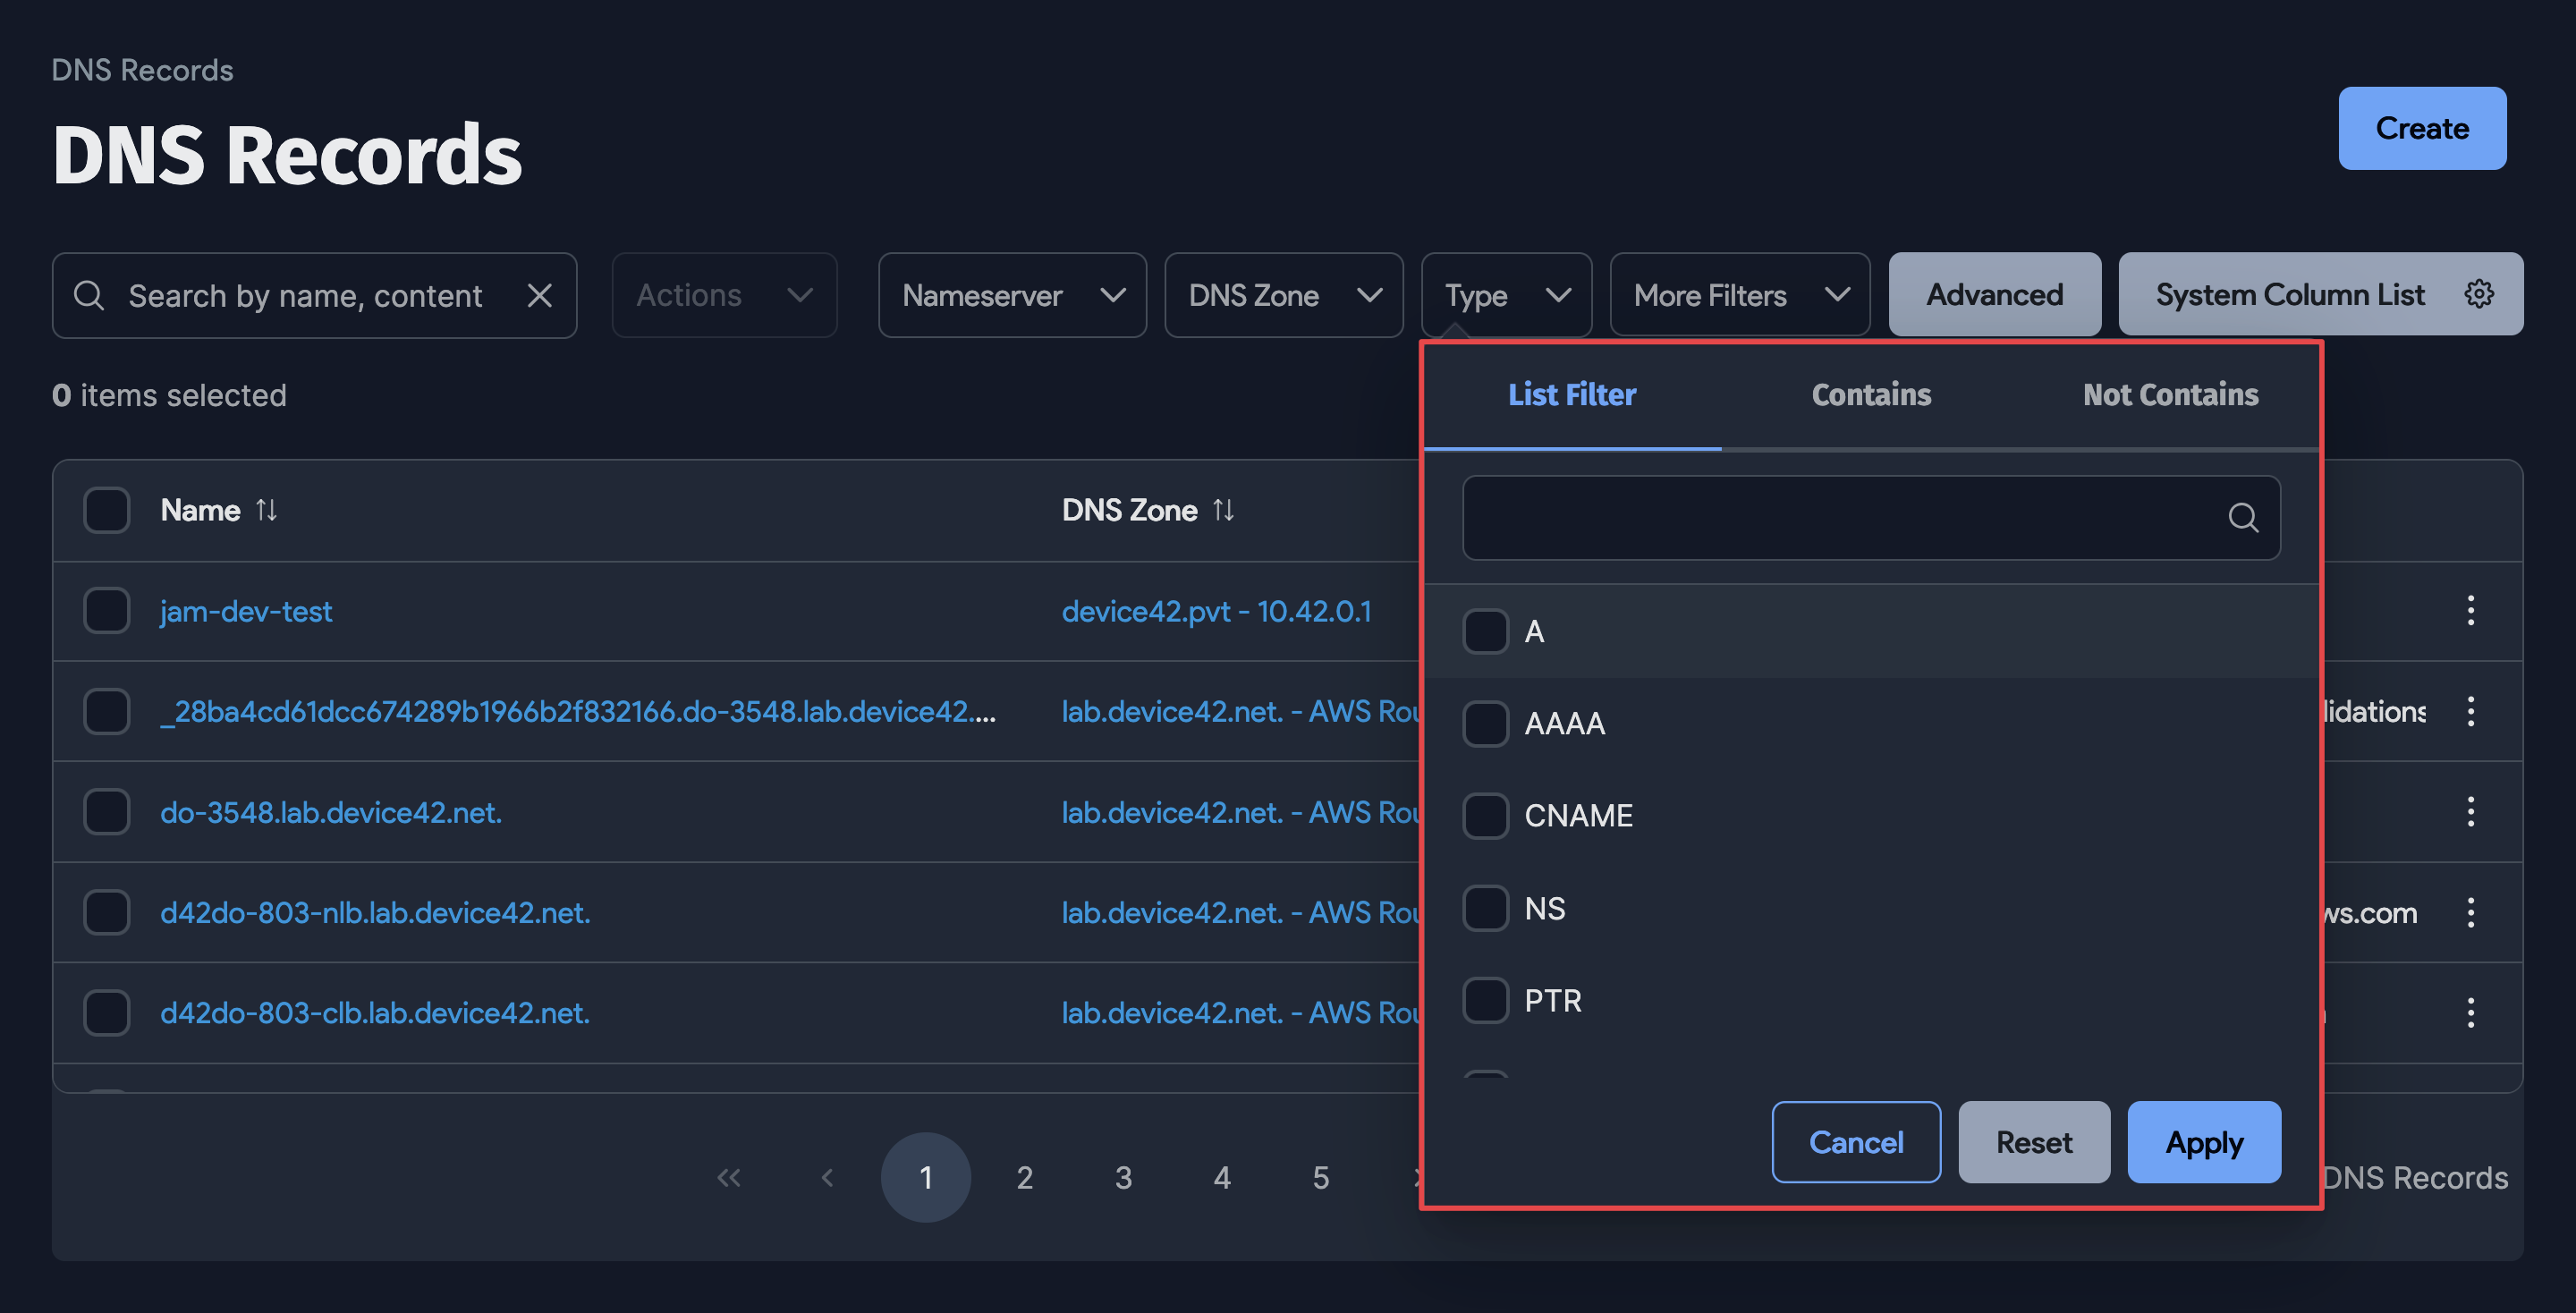 DNS Records
DNS Records
Create
Search by name, content
Actions
Nameserver
DNS Zone
Type
More Filters
Advanced
System Column List
0 items selected
List Filter
Contains
Not Contains
Name
DNS Zone
jam-dev-test
device42.pvt - 10.42.0.1
A
_28ba4cd61dcc674289b1966b2f832166.do-3548.lab.device42....
lab.device42.net. - AWS Rou
AAAA
lidations
do-3548.lab.device42.net.
lab.device42.net. - AWS Rou
CNAME
d42do-803-nlb.lab.device42.net.
lab.device42.net. - AWS Rou
NS
ws.com
d42do-803-clb.lab.device42.net.
lab.device42.net. - AWS Rou
PTR
Cancel
Reset
Apply
1
2
3
4
5
DNS Records